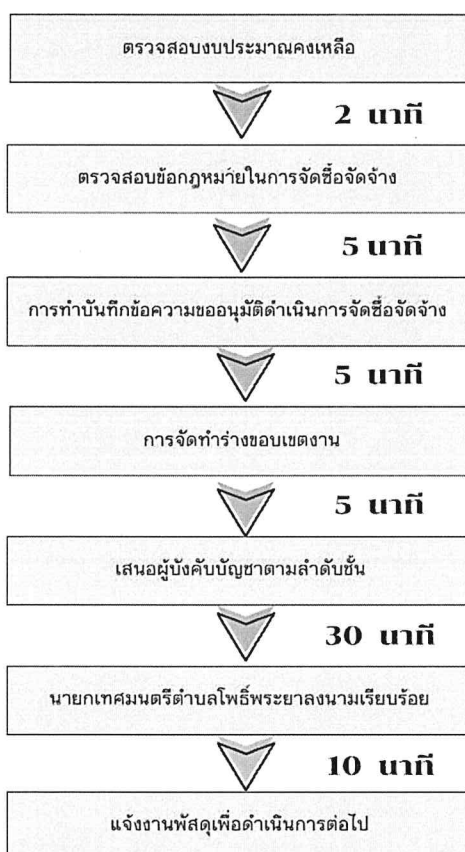 ตรวจสอบงบประมาณคงเหลือ
2 นาที
ตรวจสอบข้อกฎหมายในการจัดซื้อจัดจ้าง
5 นาที
การทำบันทึกข้อความขออนุมัติดำเนินการจัดซื้อจัดจ้าง
5 นาที
การจัดทำร่างขอบเขตงาน
5 นาที
เสนอผู้บังคับบัญชาตามลำดับชั้น
30 นาที
นายกเทศมนตรีตำบลโพธิ์พระยาลงนามเรียบร้อย
10 นาที
แจ้งงานพัสดุเพื่อดำเนินการต่อไป